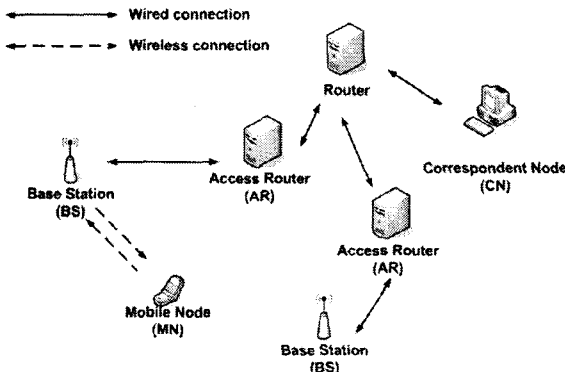 Wired connection
Wireless connection
Router
Correspondent Node
(CN)
Access Router
(AR)
Base Station
(BS)
Access Router
(AR)
Mobile Node
(MN)
Base Station
(BS)